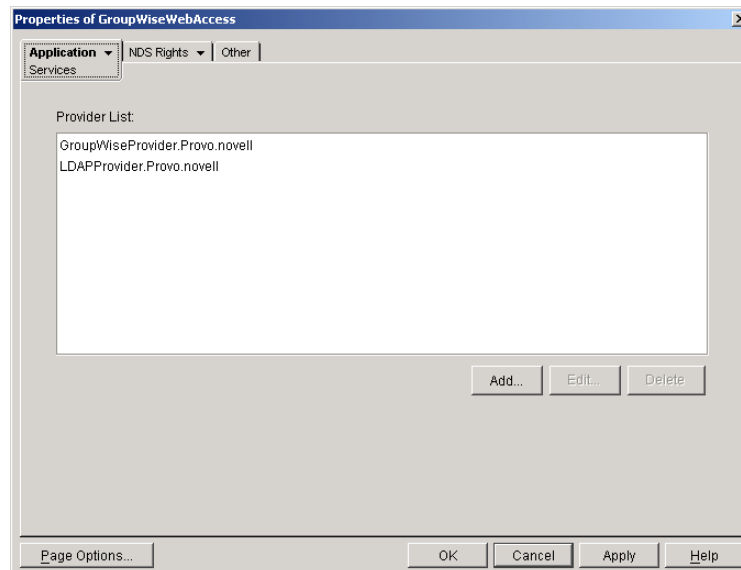 Properties of GroupWiseWebAccess
Application NDS Rights Other
Services
Provider List:
GroupWiseProvider.Provo.novell
LDAPProvider.Provo.novell
Add... Edit... Delete
Page Options... OK Cancel Apply Help